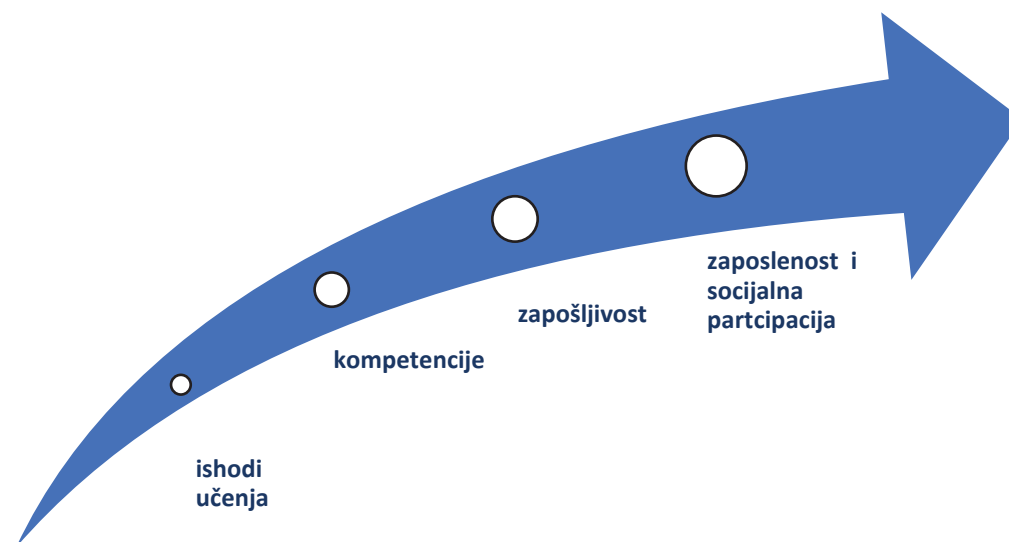 ishodi
učenja
kompetencije
zapošljivost
zaposlenost i
socijalna
partcipacija